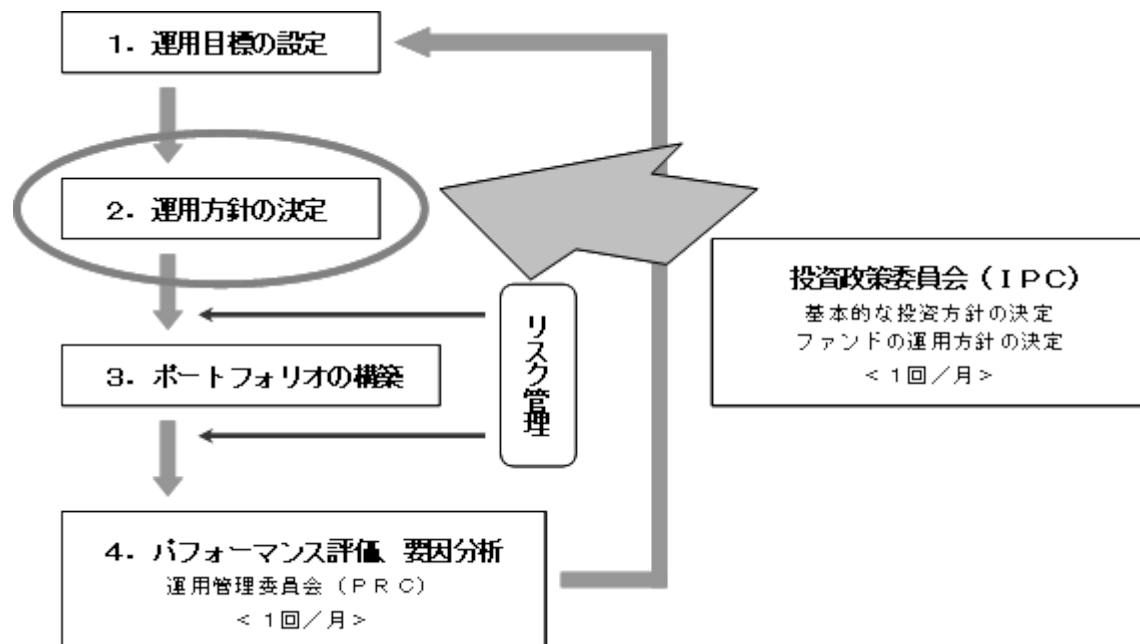 １．運用目標の設定
２．運用方針の決定
投資政策委員会（ＩＰＣ）
基本的な投資方針の決定
ファンドの運用方針の決定
＜１回／月＞
リスク管理
３．ポートフォリオの構築
４．パフォーマンス評価、要因分析
運用管理委員会（ＰＲＣ）
＜１回／月＞